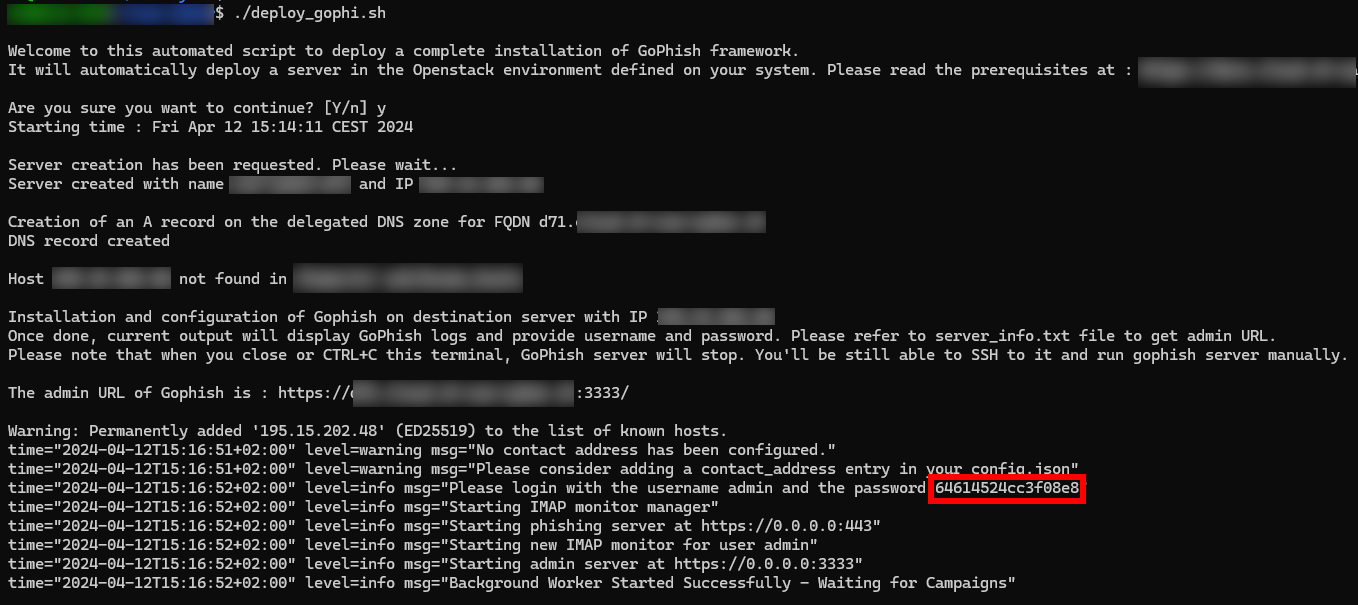 $ ./deploy_gophi.sh
Welcome to this automated script to deploy a complete installation of GoPhish framework.
It will automatically deploy a server in the Openstack environment defined on your system. Please read the prerequisites at :
Are you sure you want to continue? [Y/n] y
Starting time : Fri Apr 12 15:14:11 CEST 2024
Server creation has been requested. Please wait...
Server created with name and IP
Creation of an A record on the delegated DNS zone for FQDN d71.
DNS record created
Host not found in
Installation and configuration of Gophish on destination server with IP
Once done, current output will display GoPhish logs and provide username and password. Please refer to server_info.txt file to get admin URL.
Please note that when you close or CTRL+C this terminal, GoPhish server will stop. You'll be still able to SSH to it and run gophish server manually.
The admin URL of Gophish is : https:// :3333/
Warning: Permanently added '195.15.202.48' (ED25519) to the list of known hosts.
time="2024-04-12T15:16:51+02:00" level=warning msg="No contact address has been configured."
time="2024-04-12T15:16:51+02:00" level=warning msg="Please consider adding a contact_address entry in your config.json"
time="2024-04-12T15:16:52+02:00" level=info msg="Please login with the username admin and the password 64614524cc3f08e8"
time="2024-04-12T15:16:52+02:00" level=info msg="Starting IMAP monitor manager"
time="2024-04-12T15:16:52+02:00" level=info msg="Starting phishing server at https://0.0.0.0:443"
time="2024-04-12T15:16:52+02:00" level=info msg="Starting new IMAP monitor for user admin"
time="2024-04-12T15:16:52+02:00" level=info msg="Starting admin server at https://0.0.0.0:3333"
time="2024-04-12T15:16:52+02:00" level=info msg="Background Worker Started Successfully - Waiting for Campaigns"